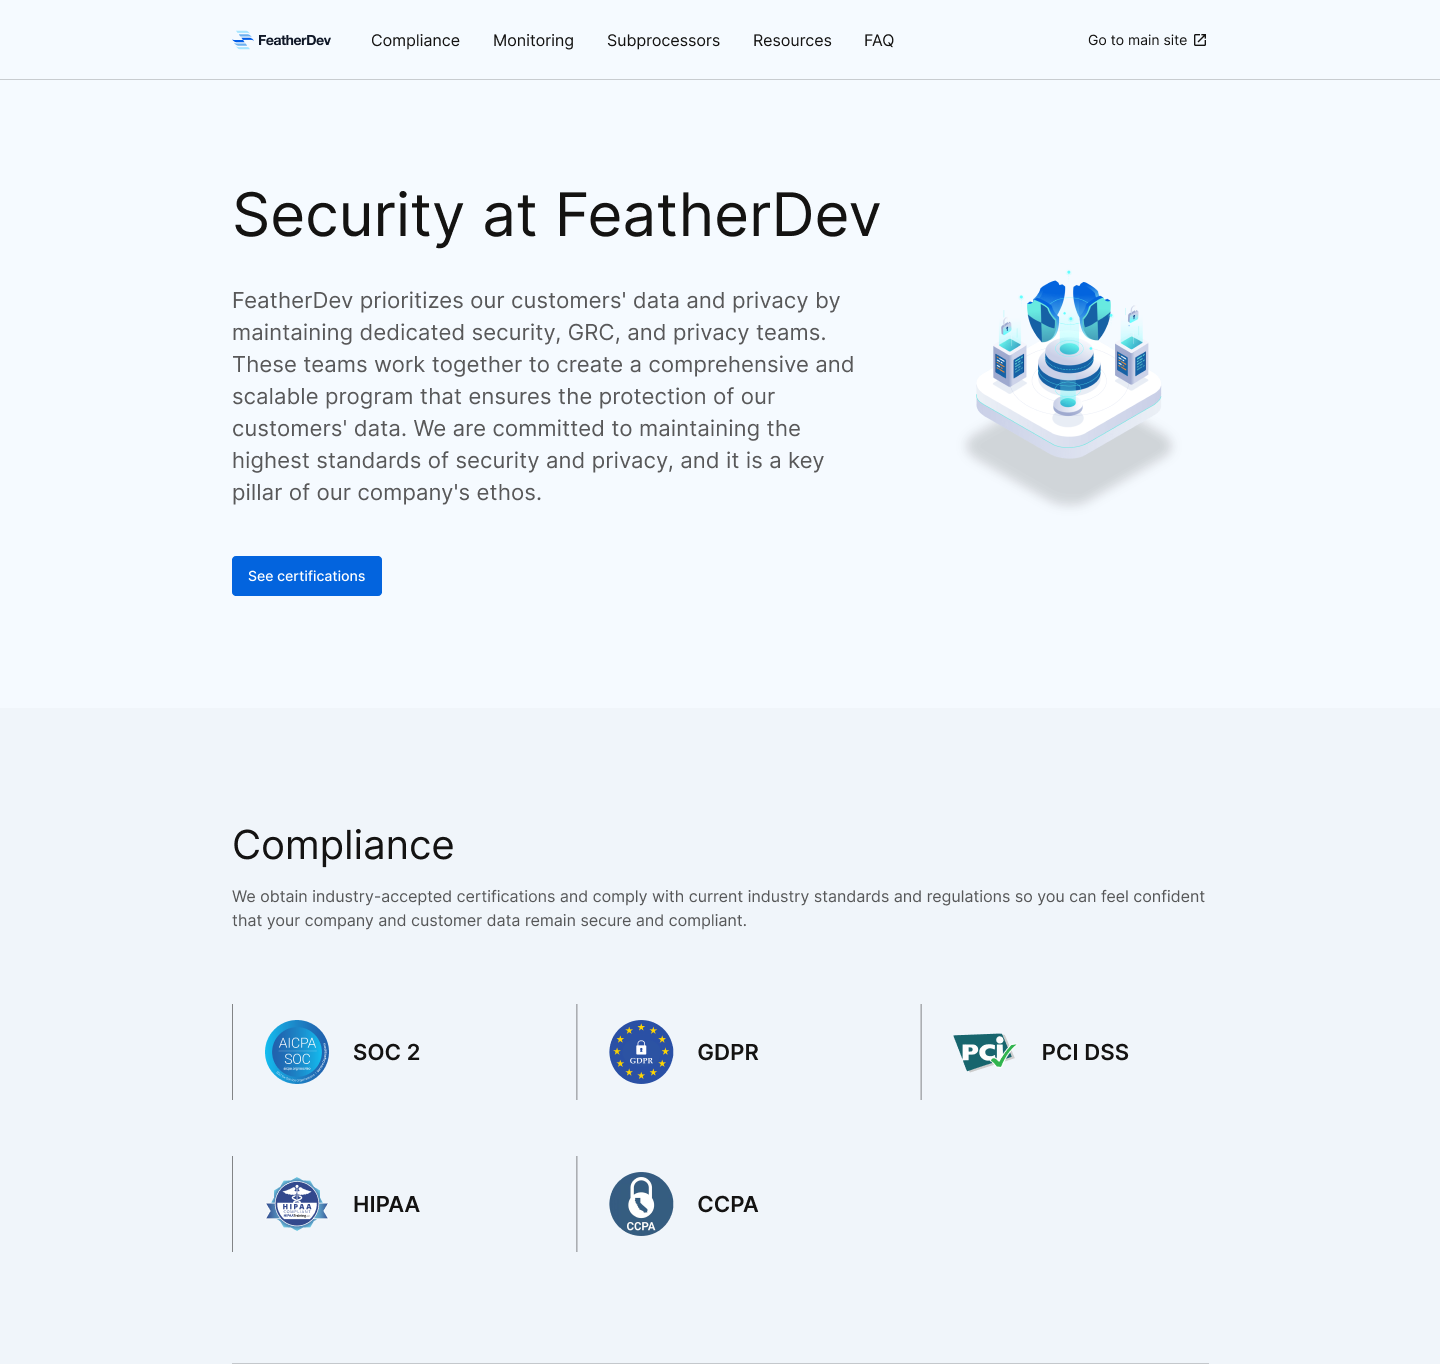 FeatherDev
Compliance
Monitoring
Subprocessors
Resources
FAQ
Go to main site
Security at FeatherDev
FeatherDev prioritizes our customers' data and privacy by
maintaining dedicated security, GRC, and privacy teams.
These teams work together to create a comprehensive and
scalable program that ensures the protection of our
customers' data. We are committed to maintaining the
highest standards of security and privacy, and it is a key
pillar of our company's ethos.
See certifications
Compliance
We obtain industry-accepted certifications and comply with current industry standards and regulations so you can feel confident
that your company and customer data remain secure and compliant.
AICPA
SOC
SOC 2
GDPR
GDPR
PCI
PCI DSS
HIPAA
HIPAA
CCPA
CCPA